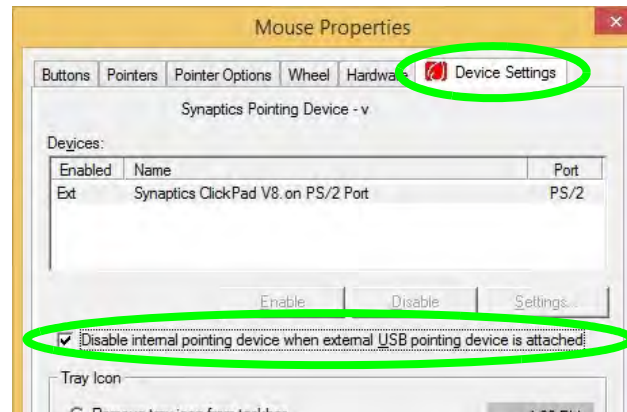 Mouse Properties
Buttons Pointers Pointer Options Wheel Hardware Device Settings
Synaptics Pointing Device - v
Devices:
Enabled Name Port
Ext Synaptics ClickPad V8. on PS/2 Port PS/2
Enable Disable Settings...
Disable internal pointing device when external USB pointing device is attached
Tray Icon